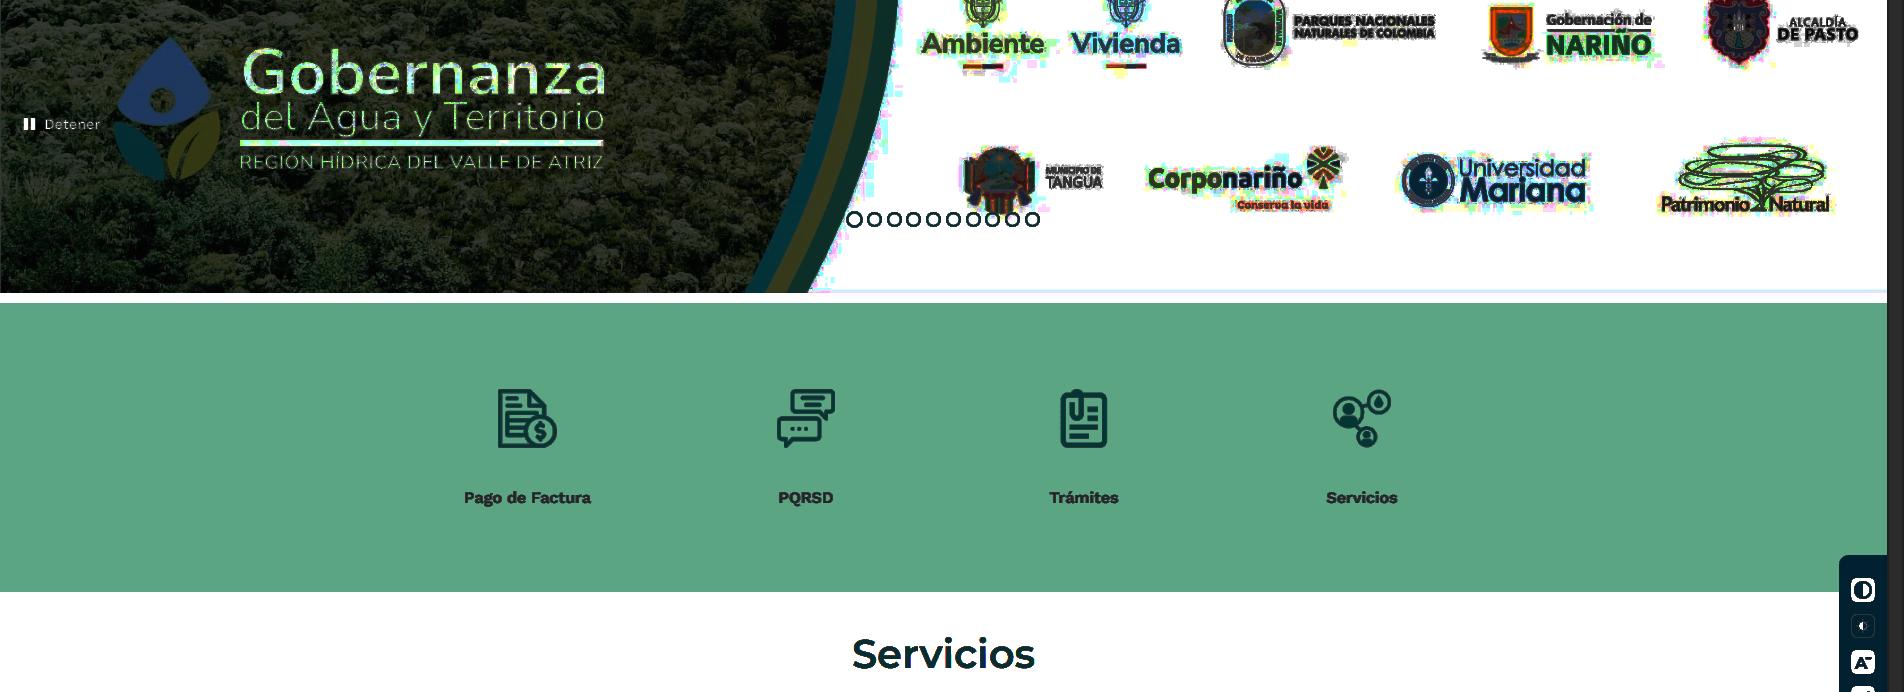 Ambiente
Vivienda
PARQUES NACIONALES
NATURALES DE COLOMBIA
Gobernación de
NARIÑO
ALCALDÍA
DE PASTO
Gobernanza
del Agua y Territorio
REGIÓN HÍDRICA DEL VALLE DE ATRIZ
Detener
MUNICIPIO DE
TANGUA
Corponariño
Conserva la vida
Universidad
Mariana
Patrimonio Natural
Pago de Factura
PQRSD
Trámites
Servicios
Servicios
A-